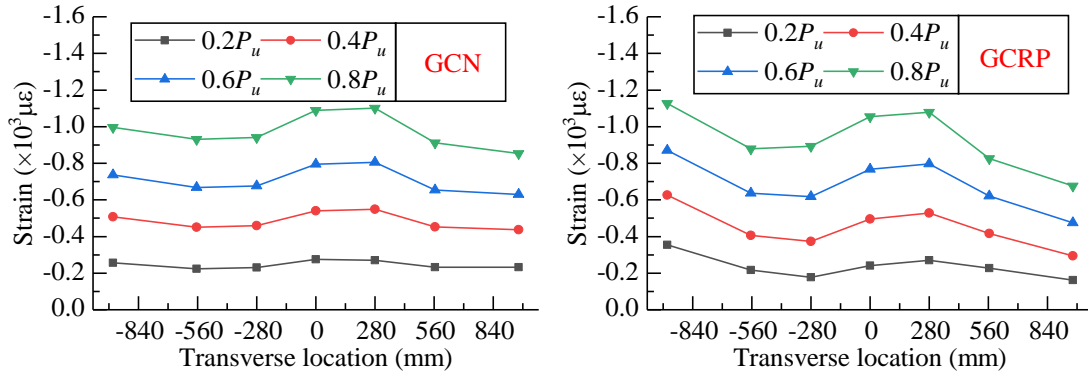 -1.6
-1.4
-1.2
-1.0
-0.8
-0.6
-0.4
-0.2
0.0
Strain (×10³με)
0.2Pu 0.4Pu
0.6Pu 0.8Pu
GCN
-840 -560 -280 0 280 560 840
Transverse location (mm)
-1.6
-1.4
-1.2
-1.0
-0.8
-0.6
-0.4
-0.2
0.0
Strain (×10³με)
0.2Pu 0.4Pu
0.6Pu 0.8Pu
GCRP
-840 -560 -280 0 280 560 840
Transverse location (mm)